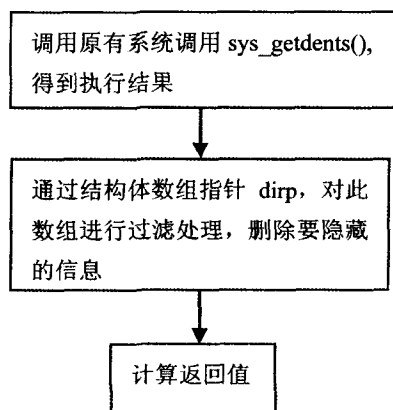 调用原有系统调用 sys_getdents(),
得到执行结果
通过结构体数组指针 dirp，对此
数组进行过滤处理，删除要隐藏
的信息
计算返回值